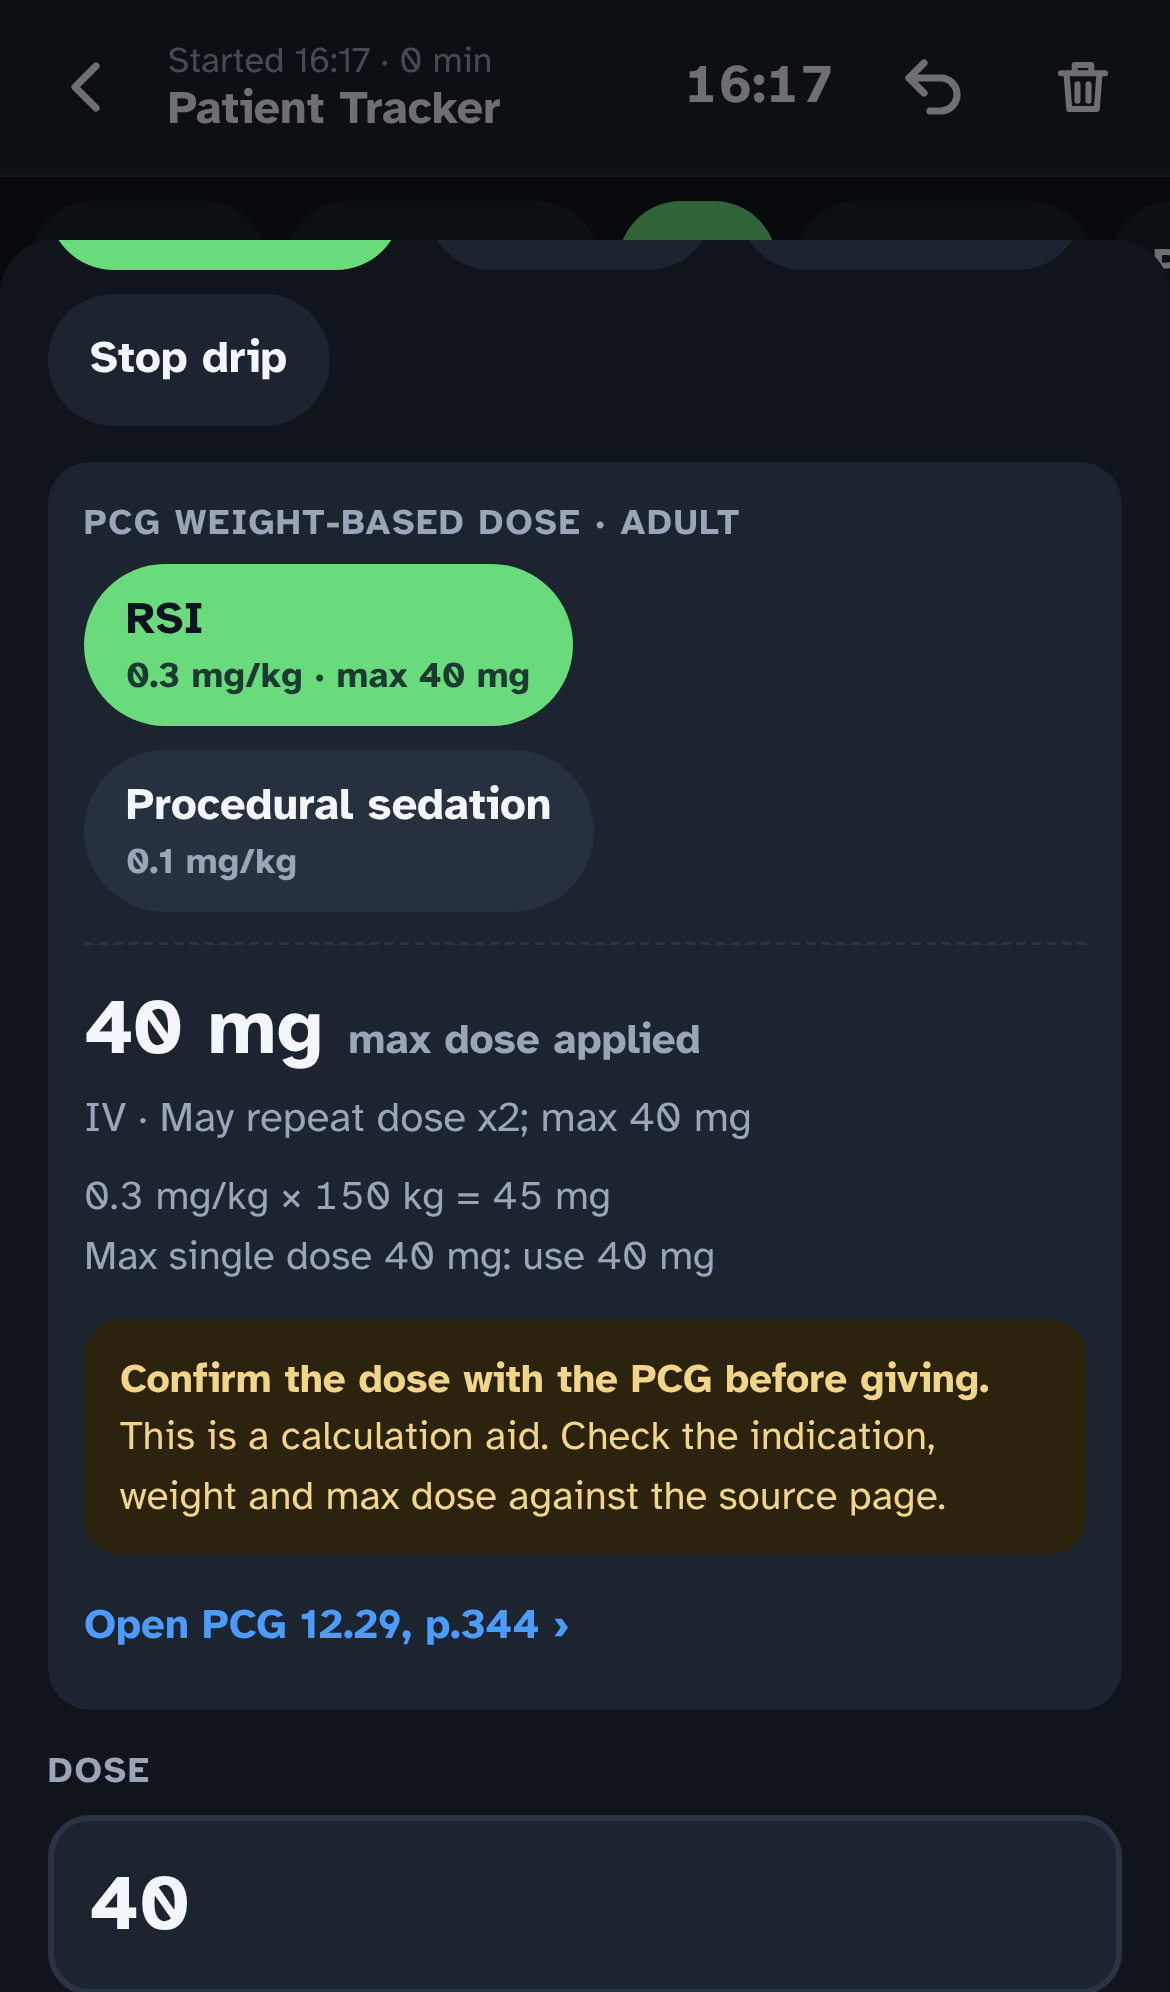 Started 16:17 · 0 min
Patient Tracker
16:17
Stop drip
PCG WEIGHT-BASED DOSE · ADULT
RSI
0.3 mg/kg · max 40 mg
Procedural sedation
0.1 mg/kg
40 mg max dose applied
IV · May repeat dose x2; max 40 mg
0.3 mg/kg × 150 kg = 45 mg
Max single dose 40 mg: use 40 mg
Confirm the dose with the PCG before giving.
This is a calculation aid. Check the indication,
weight and max dose against the source page.
Open PCG 12.29, p.344 ›
DOSE
40